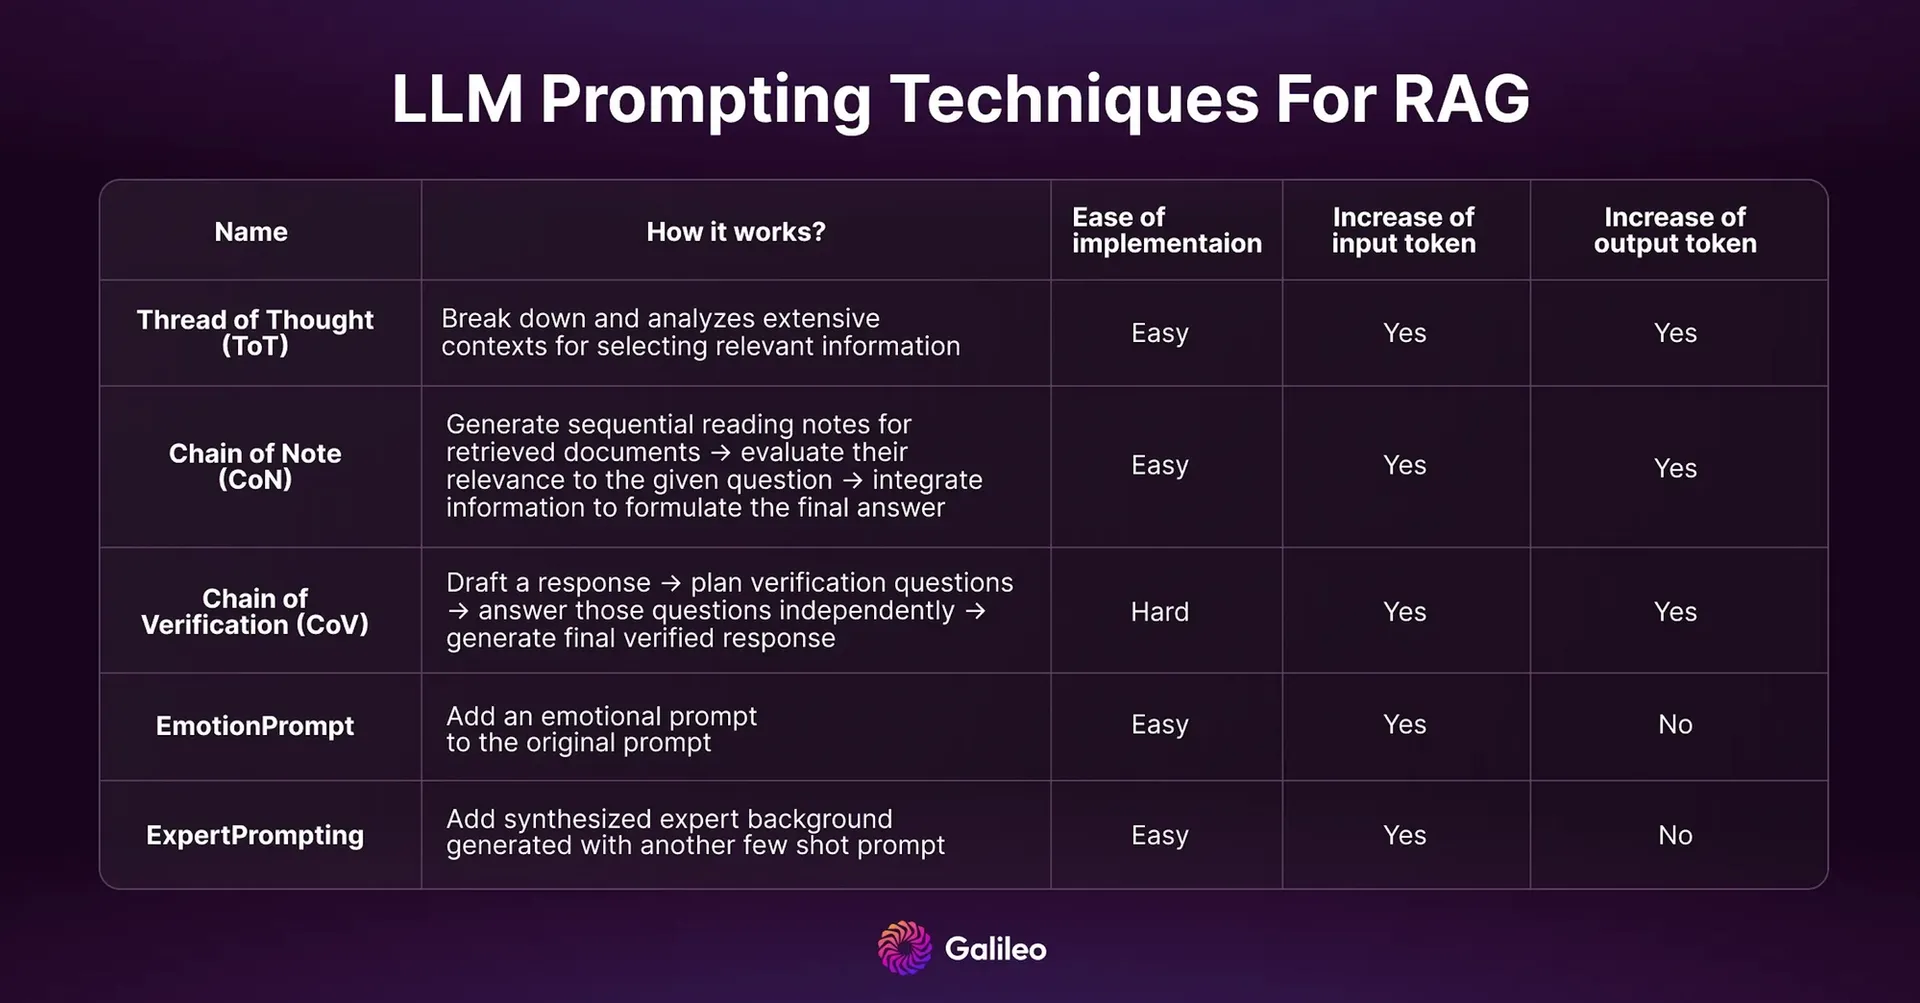 LLM Prompting Techniques For RAG
Name
How it works?
Ease of
implementaion
Increase of
input token
Increase of
output token
Thread of Thought
(ToT)
Break down and analyzes extensive
contexts for selecting relevant information
Easy
Yes
Yes
Chain of Note
(CoN)
Generate sequential reading notes for
retrieved documents → evaluate their
relevance to the given question → integrate
information to formulate the final answer
Easy
Yes
Yes
Chain of
Verification (CoV)
Draft a response → plan verification questions
→ answer those questions independently →
generate final verified response
Hard
Yes
Yes
EmotionPrompt
Add an emotional prompt
to the original prompt
Easy
Yes
No
ExpertPrompting
Add synthesized expert background
generated with another few shot prompt
Easy
Yes
No
Galileo